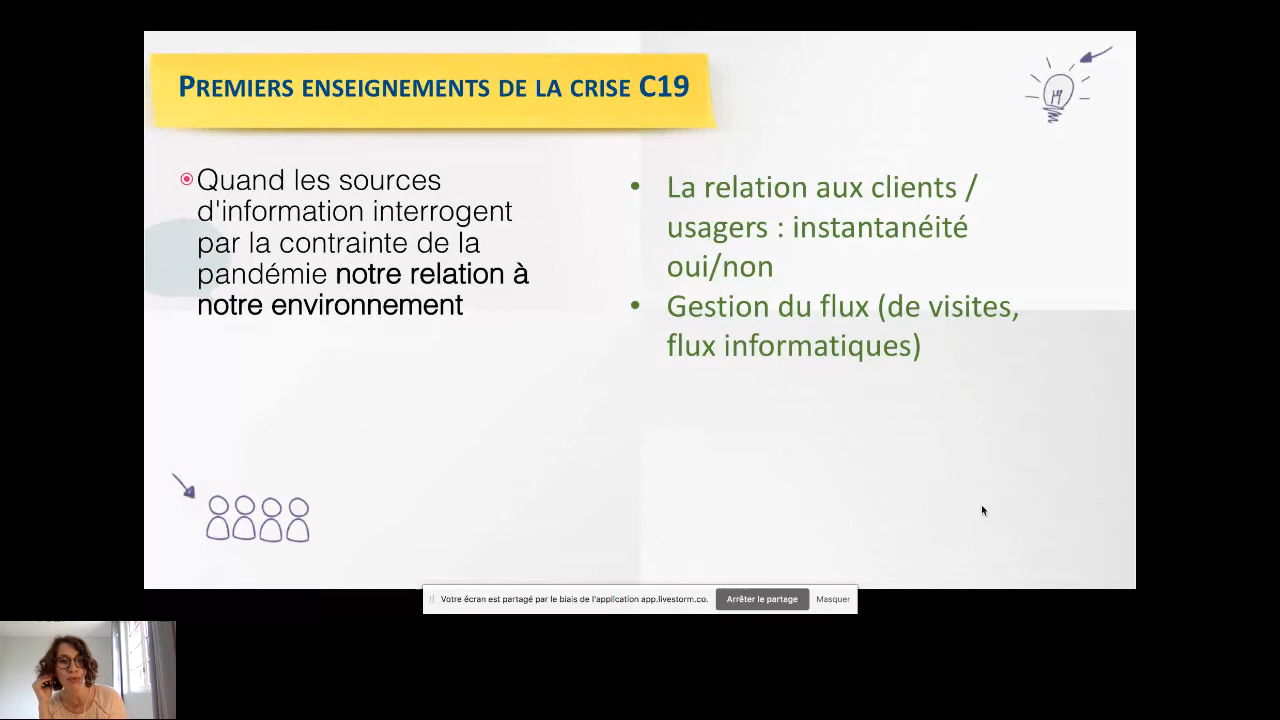 PREMIERS ENSEIGNEMENTS DE LA CRISE C19
Quand les sources
d'information interrogent
par la contrainte de la
pandémie notre relation à
notre environnement
• La relation aux clients /
usagers : instantanéité
oui/non
• Gestion du flux (de visites,
flux informatiques)
Votre écran est partagé par le biais de l'application app.livestorm.co.
Arrêter le partage
Masquer